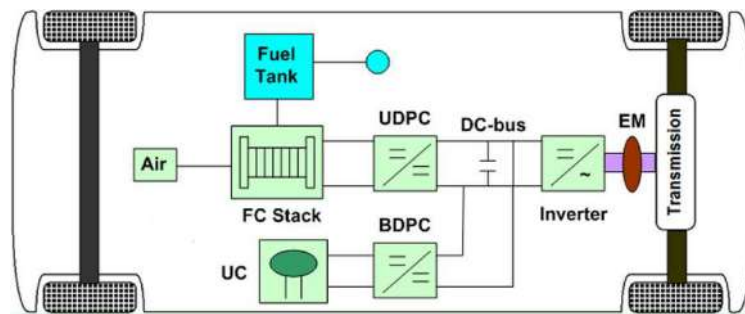 Fuel
Tank
UDPC
DC-bus
EM
Air
FC Stack
Inverter
Transmission
BDPC
UC
~